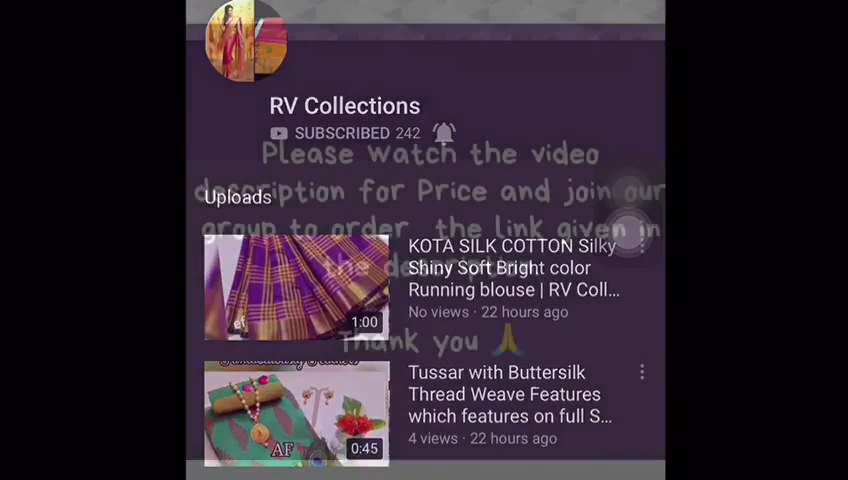 RV Collections
SUBSCRIBED 242
Please watch the video
description for Price and join our
Uploads
group to order the link given in
the description
KOTA SILK COTTON Silky
Shiny Soft Bright color
Running blouse | RV Coll...
No views · 22 hours ago
1:00
Thank you 🙏
Tussar with Buttersilk
Thread Weave Features
which features on full S...
4 views · 22 hours ago
AF
0:45